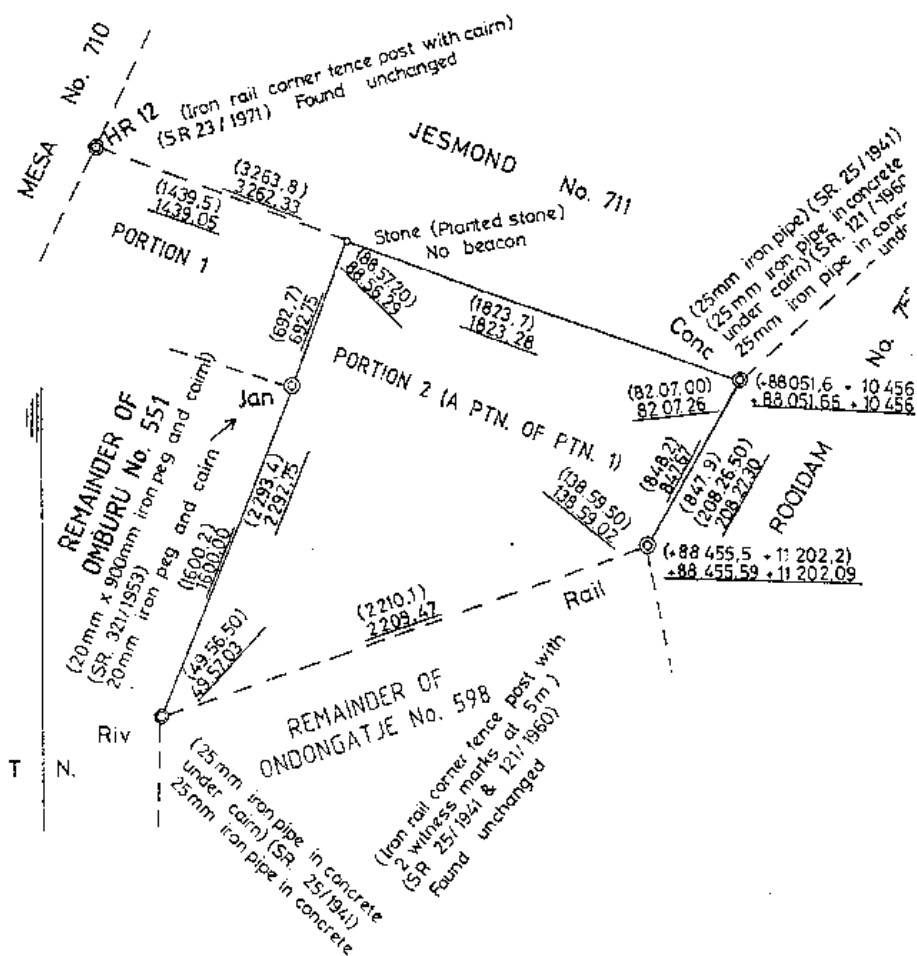 MESA No. 710
HR 12 (Iron rail corner tence post with cairn)
(SR 23/1971) Found unchanged
JESMOND No. 711
(1439.5)
1439.05
(3263.8)
3262.33
PORTION 1
Stone (Planted stone)
No beacon
(88.5720)
88.56.29
(692.7)
692.75
(1823.7)
1823.28
Conc
(25mm iron pipe) (SR. 25/1941)
(25mm iron pipe in concrete
under cairn) (SR. 121/1960
25mm iron pipe in conc
No.
PORTION 2 (A PTN. OF PTN. 1)
Jan
(82.07.00)
82 07.26
(+88051,6 + 10 456
+88.051.65 + 10 456
REMAINDER OF
OMBURU No. 551
(20mm x 900mm iron peg and cairn)
(SR. 321/1953)
20mm iron peg and cairn
(2293.4)
2292.75
(1600.2)
1600.00
(138.59.50)
138.59.02
(848.2)
847.67
(847.9)
(208.26.50)
208.27.30
ROOIDAM
(+88 455,5 +11 202,2)
+88 455.59 +11 202.09
Rail
(2210.1)
2209.47
(49.56.50)
49.57.03
Riv
REMAINDER OF
ONDONGATJE No. 598
T N.
(25mm iron pipe in concrete
under cairn) (SR. 25/1941)
25mm iron pipe in concrete
(Iron rail corner tence post with
2 witness marks at 5m)
(SR 25/1941 & 121/1960)
Found unchanged